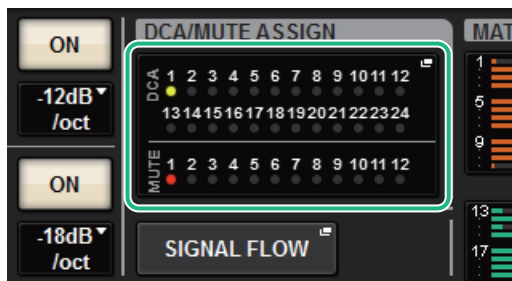 ON
-12dB
/oct
ON
-18dB
/oct
DCA/MUTE ASSIGN
DCA
1 2 3 4 5 6 7 8 9 10 11 12
13 14 15 16 17 18 19 20 21 22 23 24
MUTE
1 2 3 4 5 6 7 8 9 10 11 12
SIGNAL FLOW
MAT
1
5
9
13
17